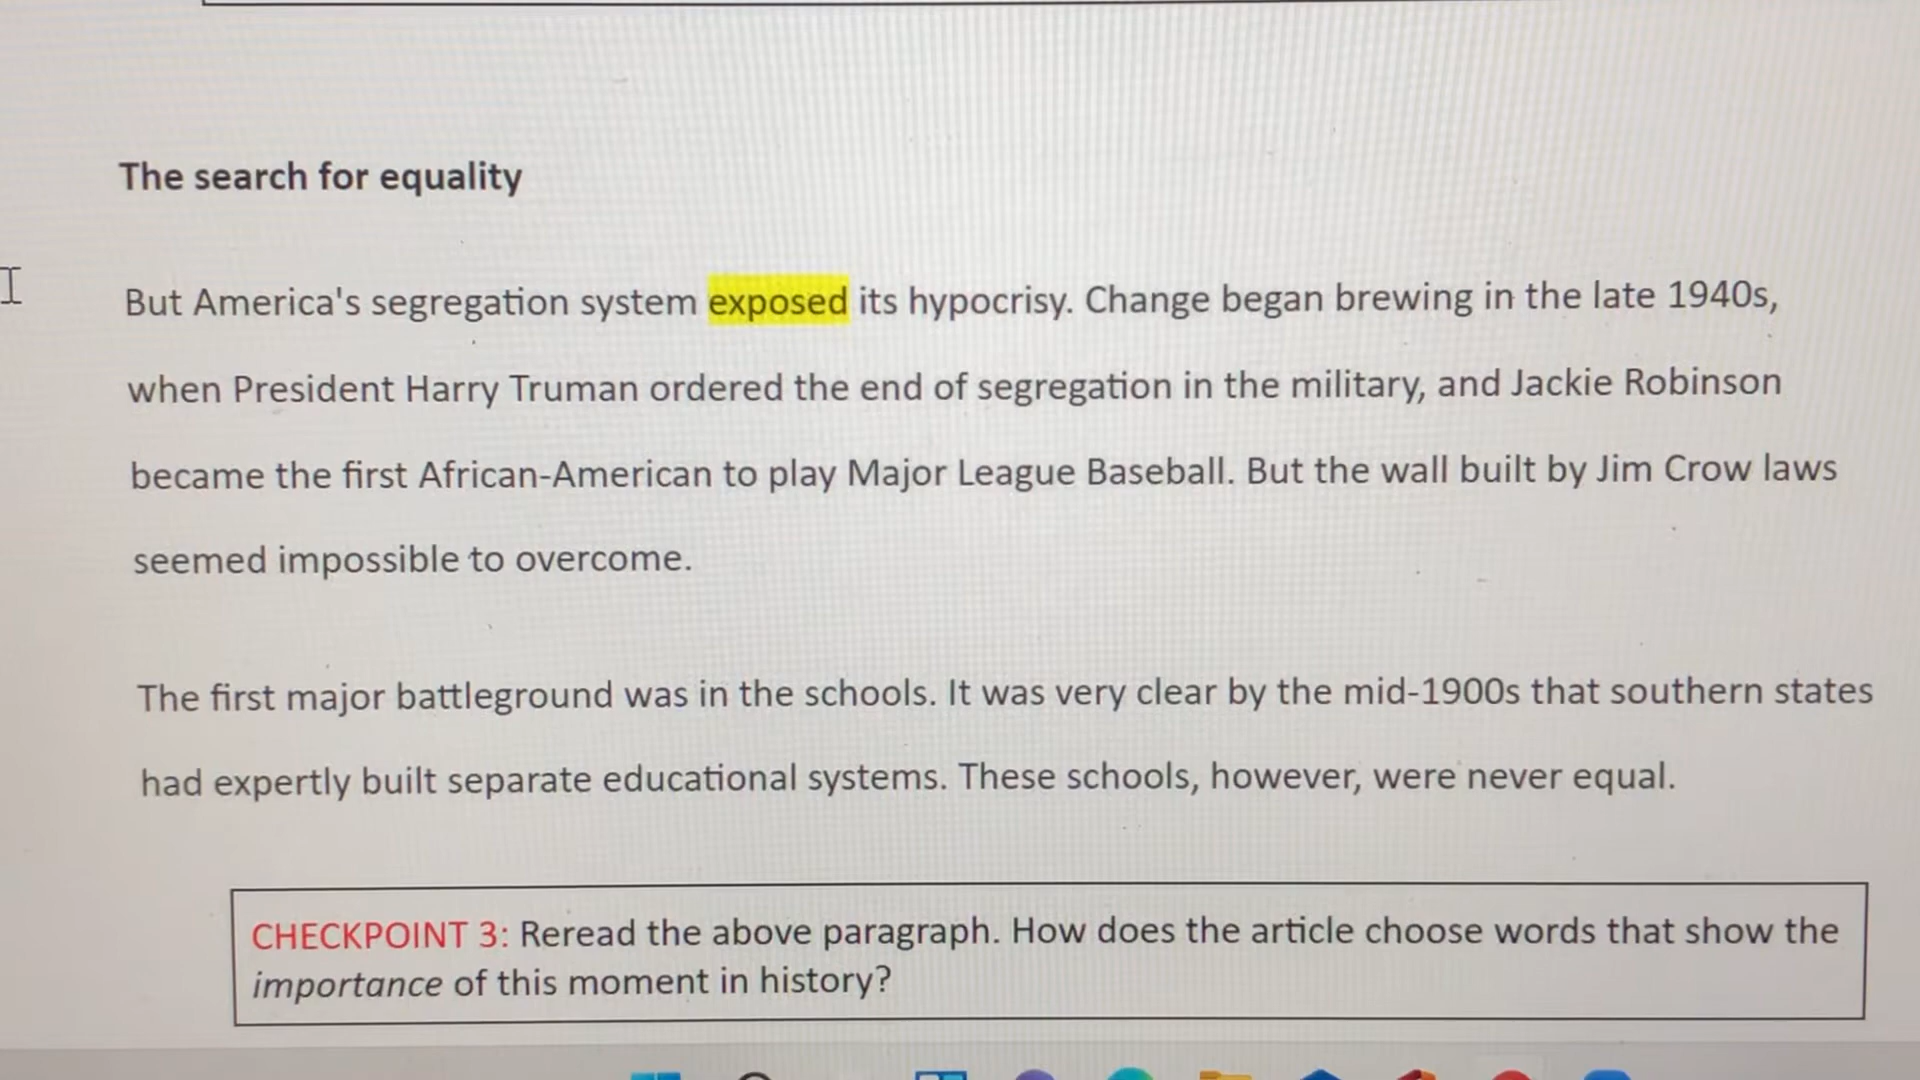 The search for equality
But America's segregation system exposed its hypocrisy. Change began brewing in the late 1940s,
when President Harry Truman ordered the end of segregation in the military, and Jackie Robinson
became the first African-American to play Major League Baseball. But the wall built by Jim Crow laws
seemed impossible to overcome.
The first major battleground was in the schools. It was very clear by the mid-1900s that southern states
had expertly built separate educational systems. These schools, however, were never equal.
CHECKPOINT 3: Reread the above paragraph. How does the article choose words that show the
importance of this moment in history?